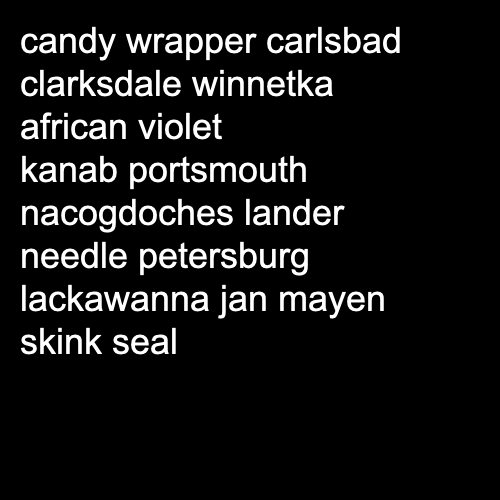 candy wrapper carlsbad
clarksdale winnetka
african violet
kanab portsmouth
nacogdoches lander
needle petersburg
lackawanna jan mayen
skink seal